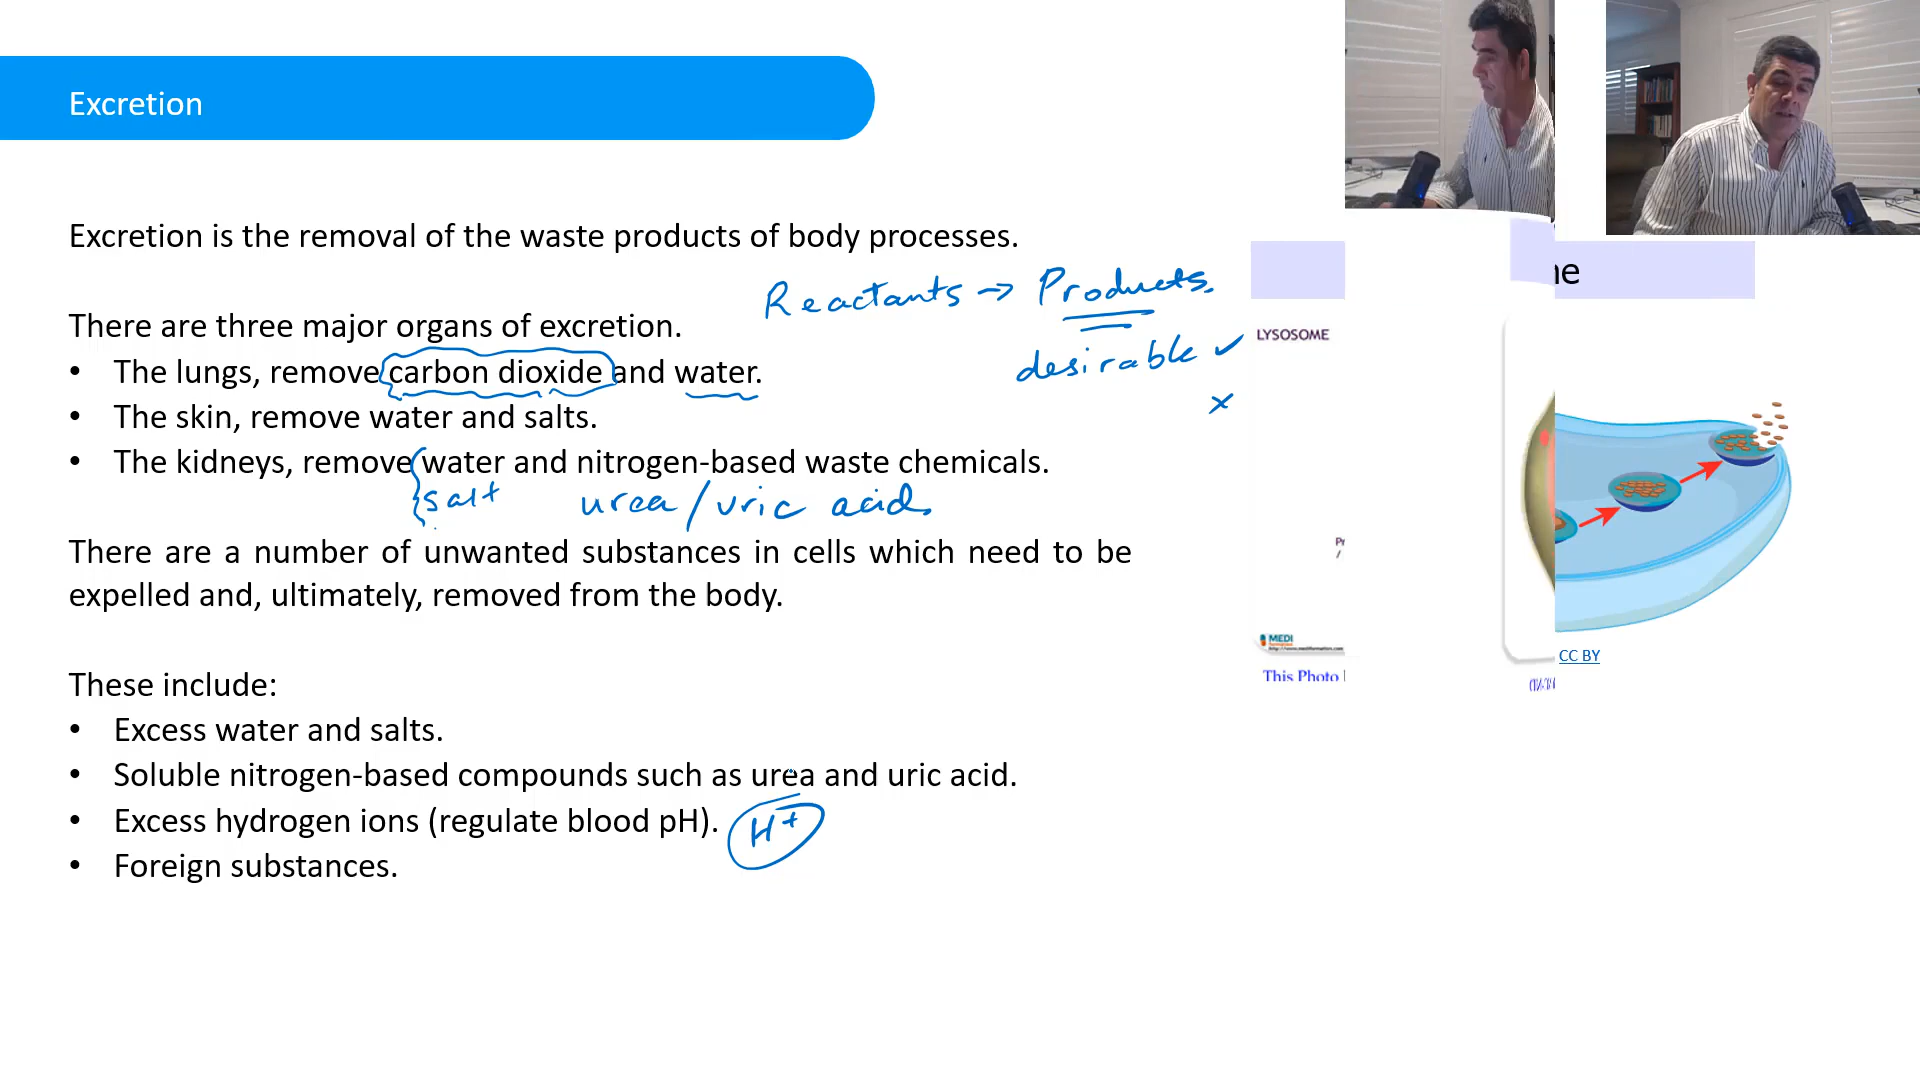 Excretion
Excretion is the removal of the waste products of body processes.
Reactants → Products.
There are three major organs of excretion.
LYSOSOME
desirable ✓
• The lungs, remove carbon dioxide and water.
x
• The skin, remove water and salts.
• The kidneys, remove water and nitrogen-based waste chemicals.
salt urea / uric acid.
There are a number of unwanted substances in cells which need to be
expelled and, ultimately, removed from the body.
MEDI
CC BY
This Photo
These include:
• Excess water and salts.
• Soluble nitrogen-based compounds such as urea and uric acid.
• Excess hydrogen ions (regulate blood pH). H+
• Foreign substances.